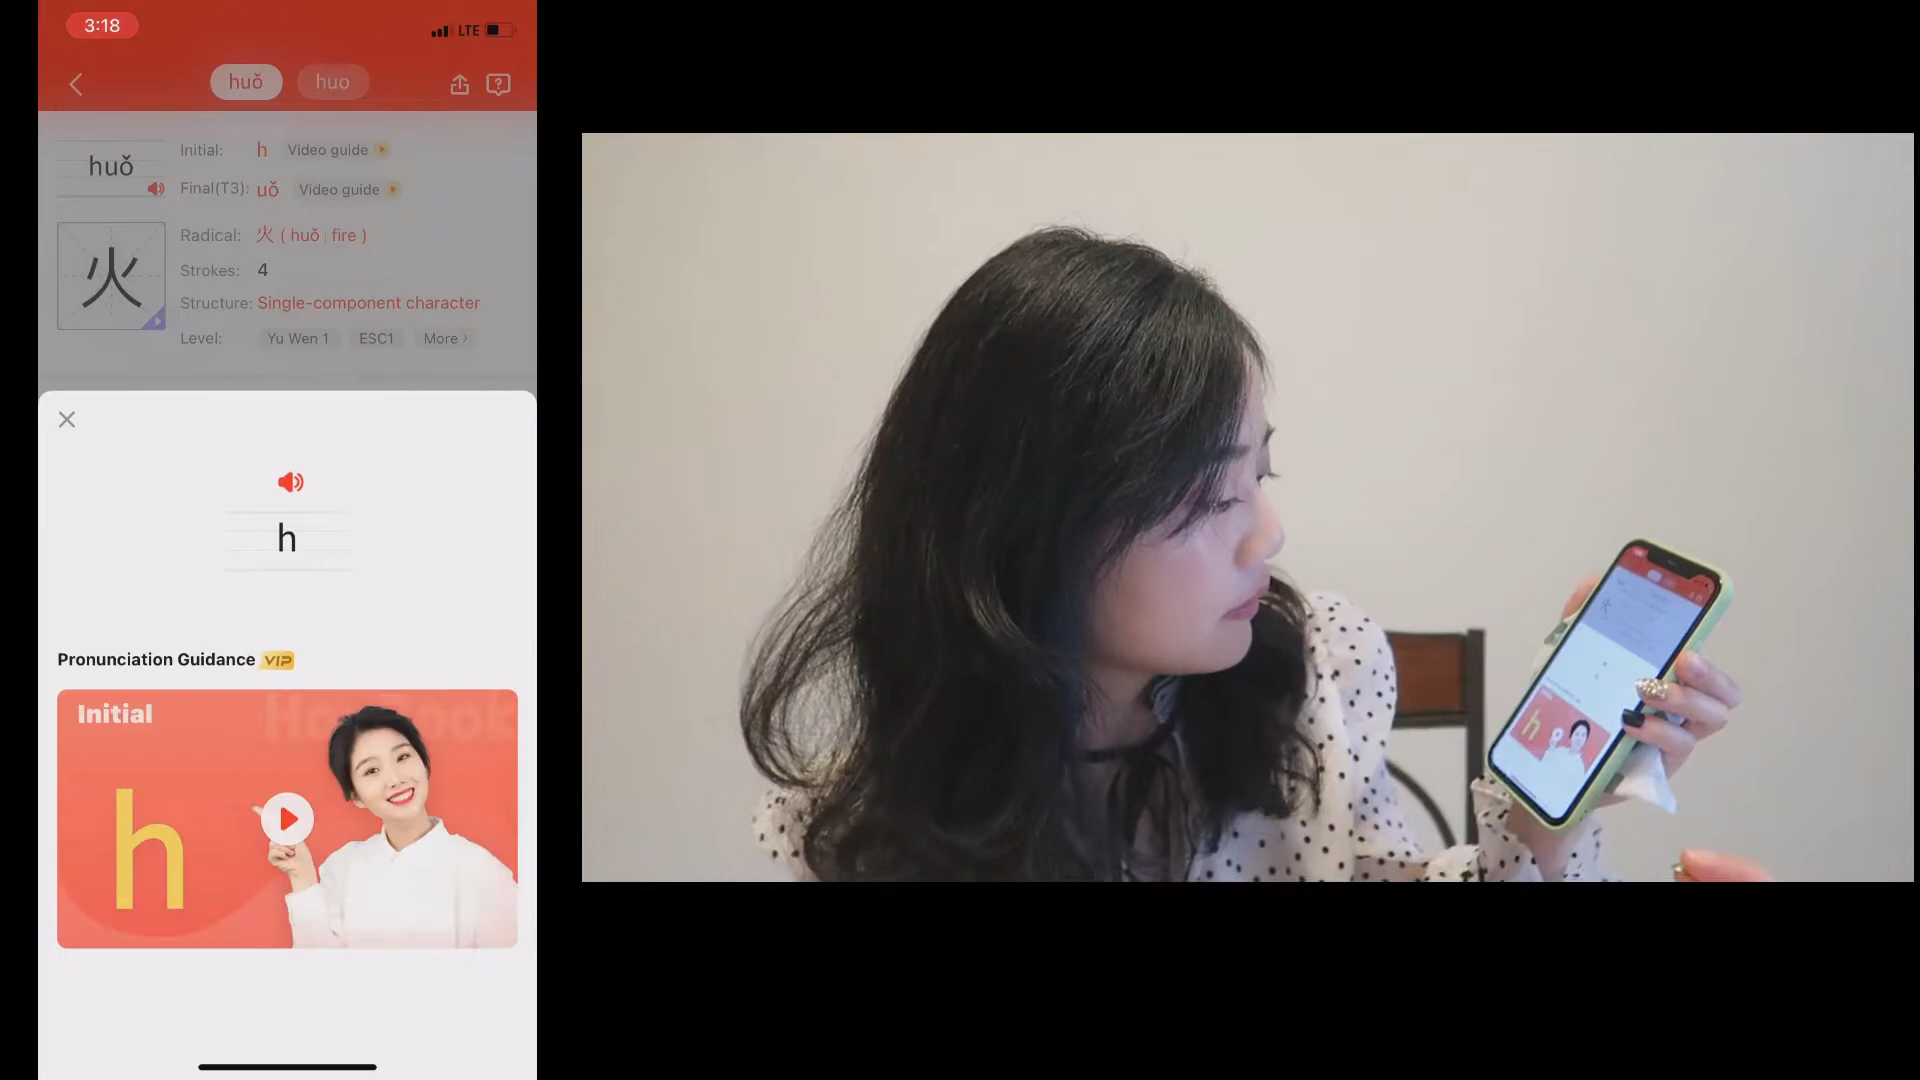 3:18
LTE
huǒ huo
Initial: h Video guide
huǒ
Final(T3): uǒ Video guide
Radical: 火 ( huǒ | fire )
火
Strokes: 4
Structure: Single-component character
Level: Yu Wen 1 ESC1 More
h
Pronunciation Guidance VIP
Initial
h